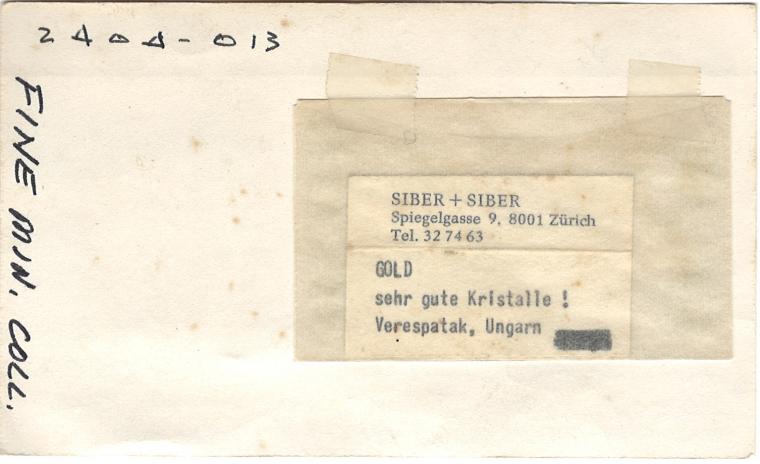 2404-013
FINE MIN. COLL.
SIBER + SIBER
Spiegelgasse 9, 8001 Zürich
Tel. 32 74 63
GOLD
sehr gute Kristalle !
Verespatak, Ungarn